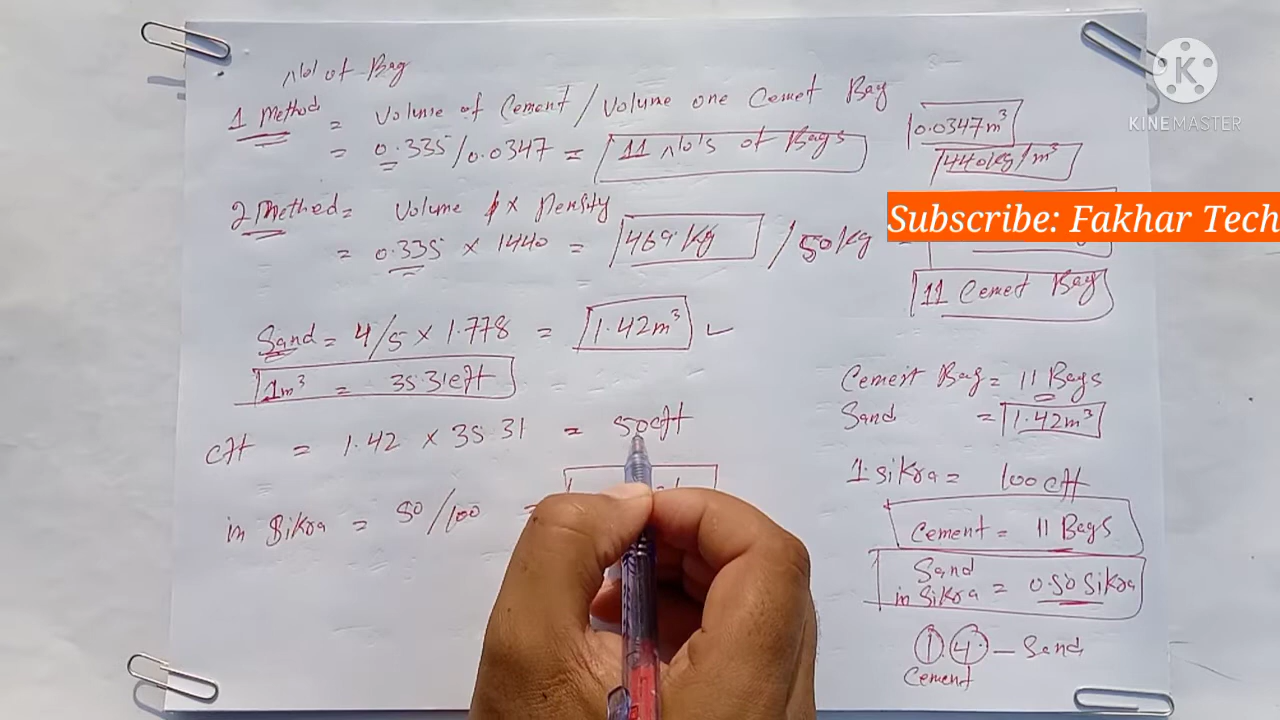 No's of Bag
1 Method = Volume of Cement / Volume one Cemet Bag
= 0.335/0.0347 = 11 No's of Bags
0.0347m³
1440kg/m³
2 Method = Volume × Density
= 0.335 × 1440 = 469 kg / 50kg =
11 Cemet Bag
Sand = 4/5 × 1.778 = 1.42m³
1m³ = 35.31cft
cft = 1.42 × 35.31 = 50cft
in Sikra = 50/100 =
Cement Bag = 11 Bags
Sand = 1.42m³
1 sikra = 100 cft
Cement = 11 Bags
Sand
in Sikra = 0.50 Sikra
1 4 — Sand
Cement
KINEMASTER
Subscribe: Fakhar Tech